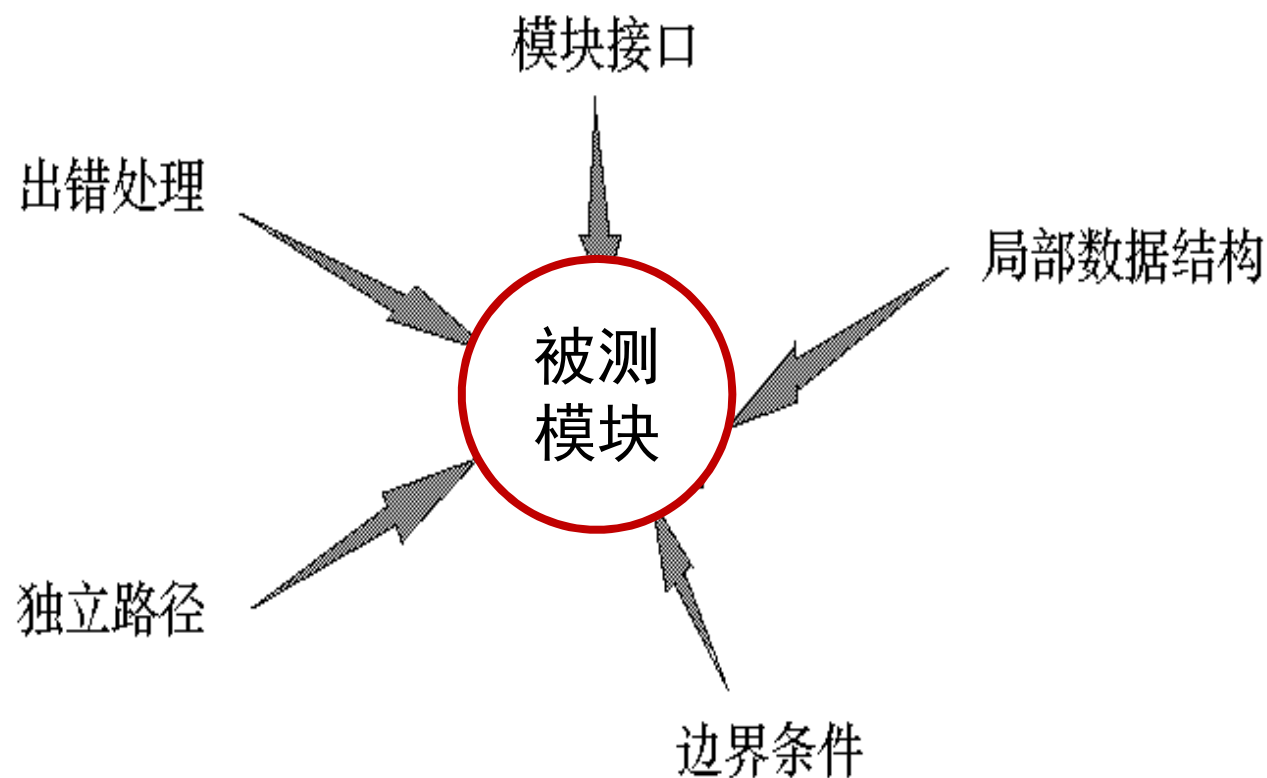 模块接口
出错处理
局部数据结构
被测
模块
独立路径
边界条件